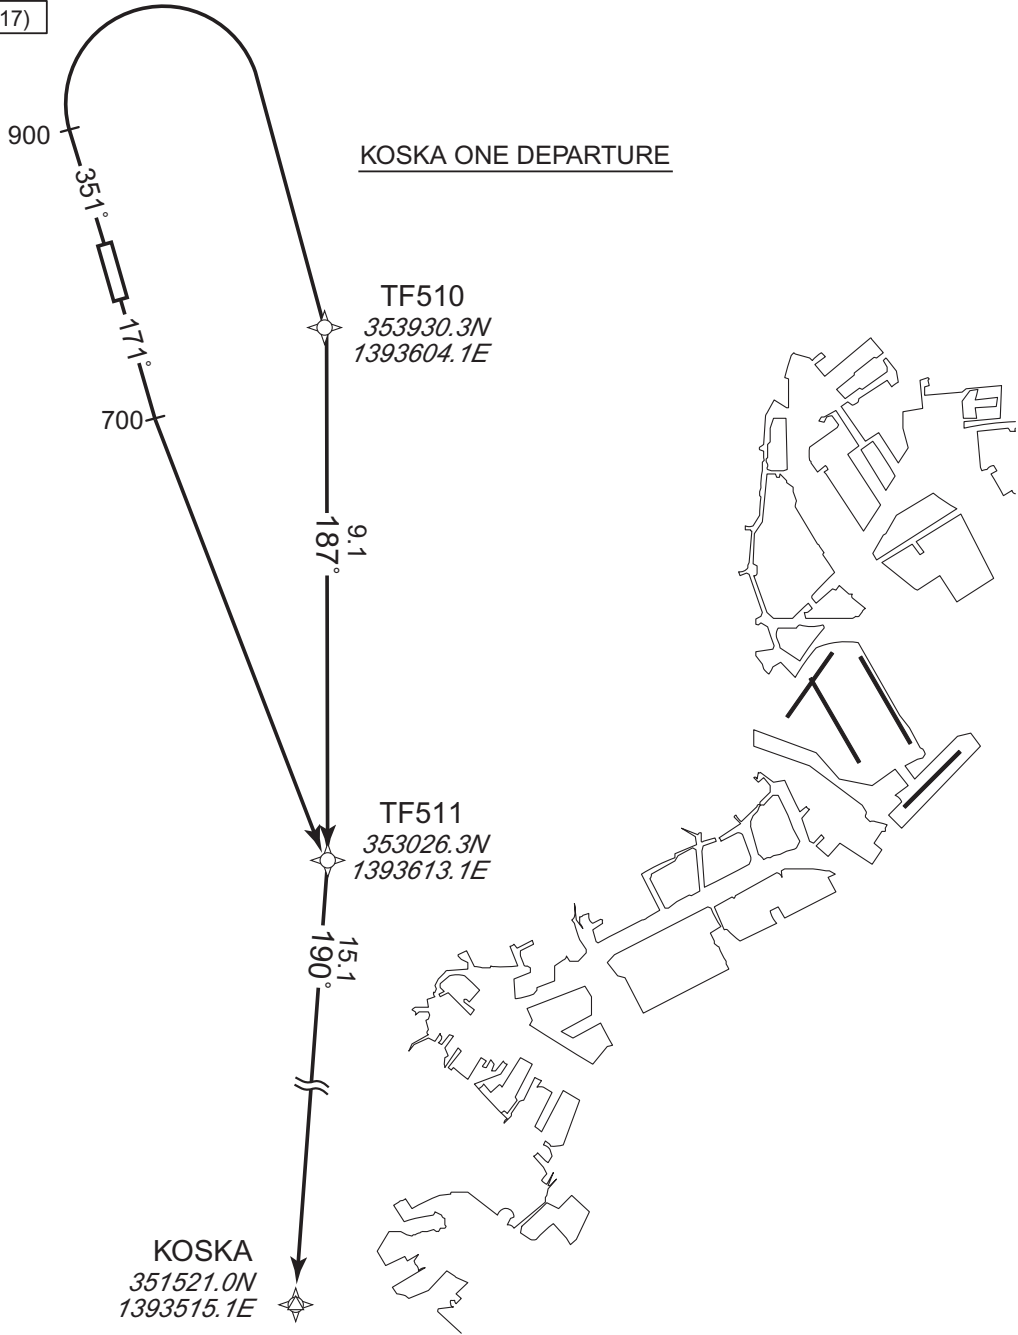 17)
900
KOSKA ONE DEPARTURE
351°
TF510
353930.3N
1393604.1E
171°
700
9.1
187°
TF511
353026.3N
1393613.1E
15.1
190°
KOSKA
351521.0N
1393515.1E